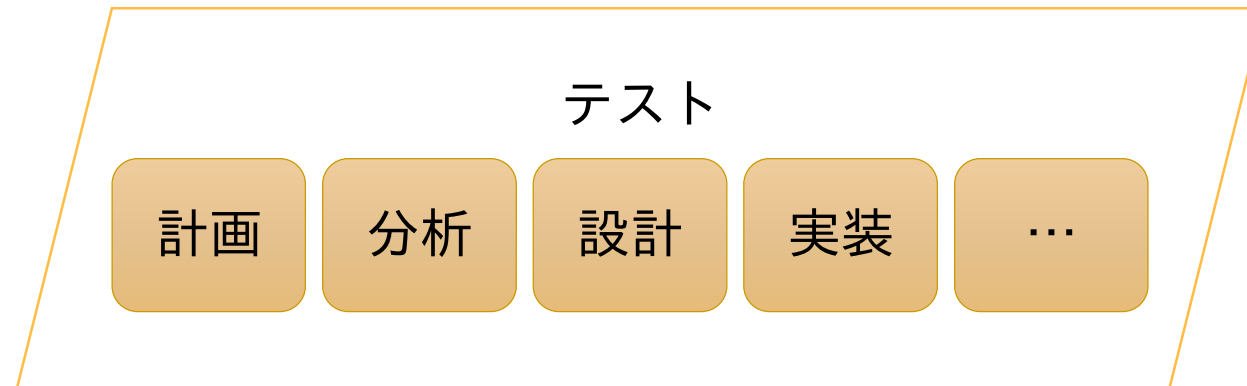 テスト
計画 分析 設計 実装 …